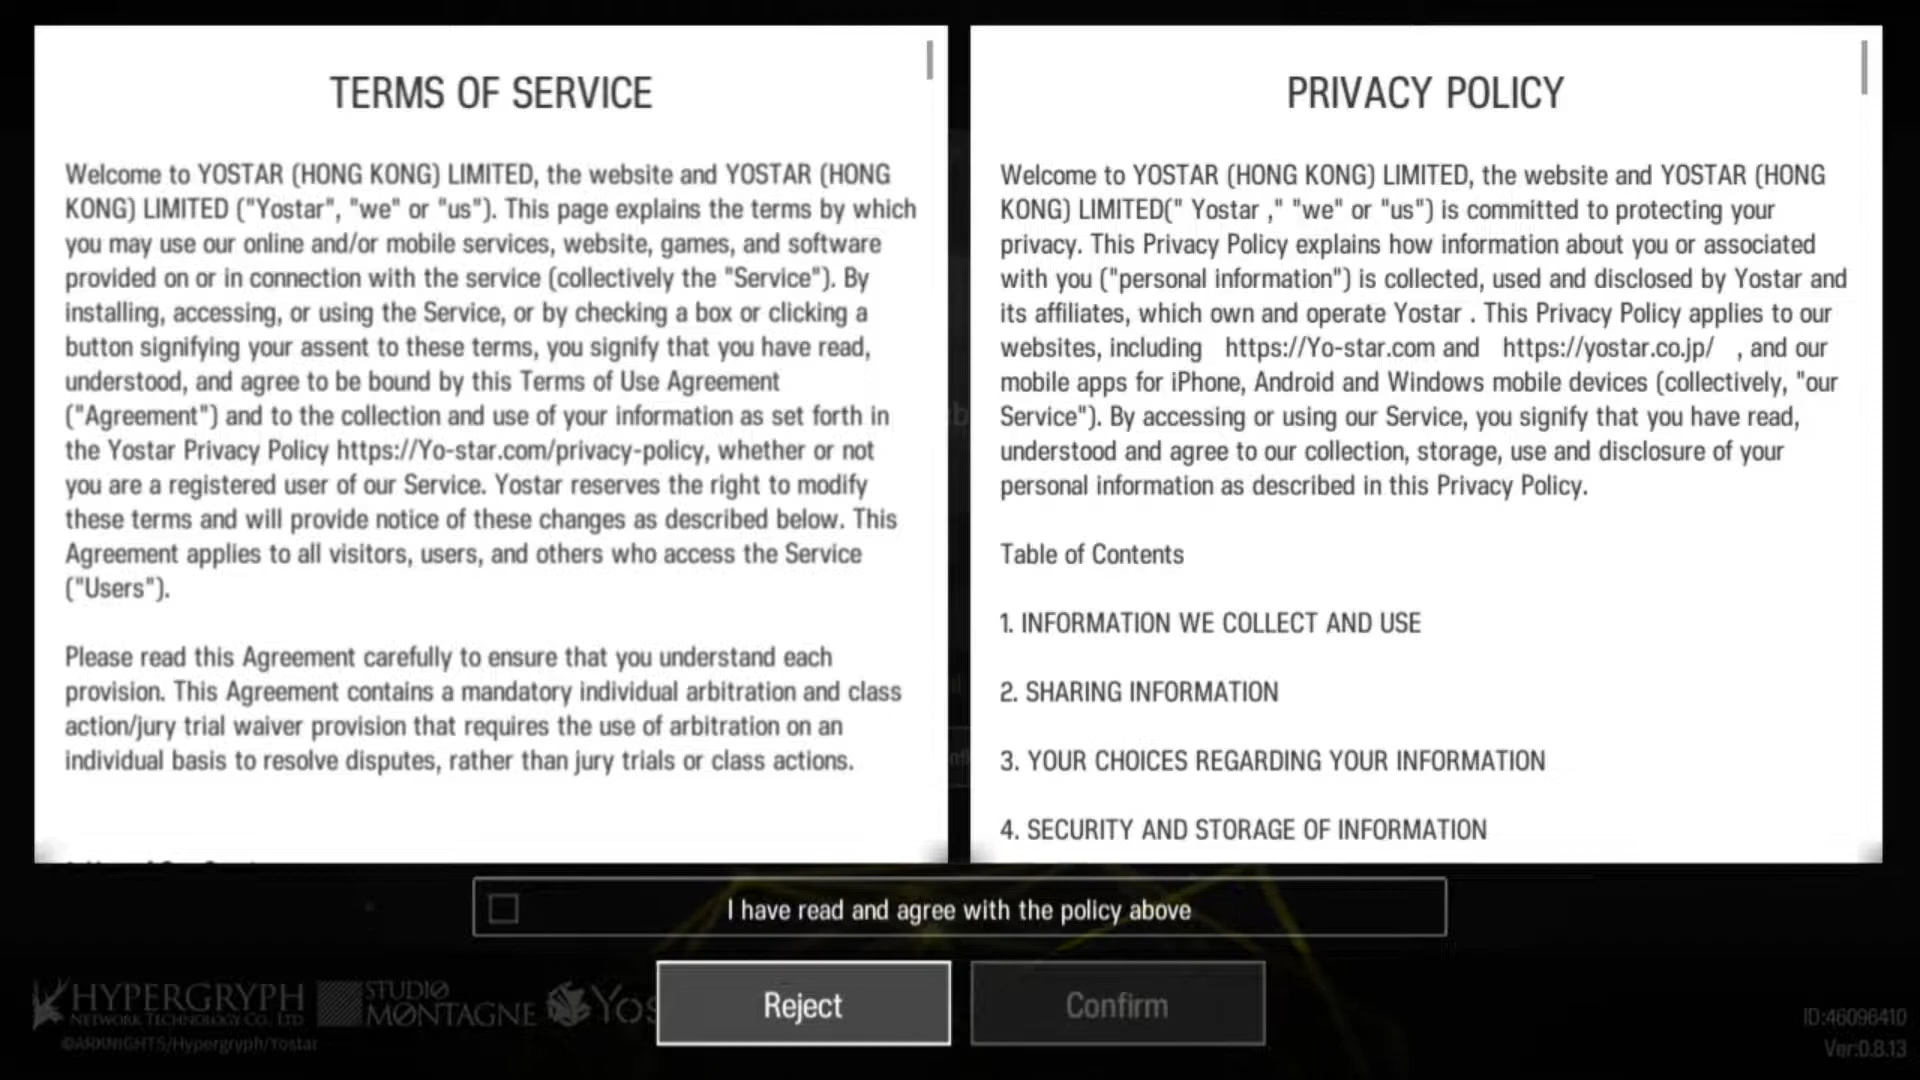 TERMS OF SERVICE
Welcome to YOSTAR (HONG KONG) LIMITED, the website and YOSTAR (HONG
KONG) LIMITED ("Yostar", "we" or "us"). This page explains the terms by which
you may use our online and/or mobile services, website, games, and software
provided on or in connection with the service (collectively the "Service"). By
installing, accessing, or using the Service, or by checking a box or clicking a
button signifying your assent to these terms, you signify that you have read,
understood, and agree to be bound by this Terms of Use Agreement
("Agreement") and to the collection and use of your information as set forth in
the Yostar Privacy Policy https://Yo-star.com/privacy-policy, whether or not
you are a registered user of our Service. Yostar reserves the right to modify
these terms and will provide notice of these changes as described below. This
Agreement applies to all visitors, users, and others who access the Service
("Users").
Please read this Agreement carefully to ensure that you understand each
provision. This Agreement contains a mandatory individual arbitration and class
action/jury trial waiver provision that requires the use of arbitration on an
individual basis to resolve disputes, rather than jury trials or class actions.
PRIVACY POLICY
Welcome to YOSTAR (HONG KONG) LIMITED, the website and YOSTAR (HONG
KONG) LIMITED(" Yostar ," "we" or "us") is committed to protecting your
privacy. This Privacy Policy explains how information about you or associated
with you ("personal information") is collected, used and disclosed by Yostar and
its affiliates, which own and operate Yostar . This Privacy Policy applies to our
websites, including https://Yo-star.com and https://yostar.co.jp/ , and our
mobile apps for iPhone, Android and Windows mobile devices (collectively, "our
Service"). By accessing or using our Service, you signify that you have read,
understood and agree to our collection, storage, use and disclosure of your
personal information as described in this Privacy Policy.
Table of Contents
1. INFORMATION WE COLLECT AND USE
2. SHARING INFORMATION
3. YOUR CHOICES REGARDING YOUR INFORMATION
4. SECURITY AND STORAGE OF INFORMATION
I have read and agree with the policy above
Reject
Confirm
HYPERGRYPH
NETWORK TECHNOLOGY CO., LTD
STUDIO
MONTAGNE
Yos
©ARKNIGHTS/Hypergryph/Yostar
ID:46096410
Ver:0.8.13